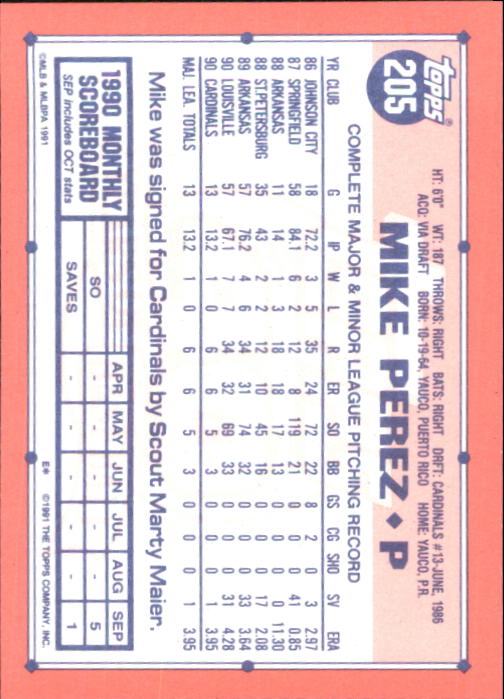 Topps®
205
HT: 6'0" WT: 187 THROWS: RIGHT BATS: RIGHT DRFT: CARDINALS #13-JUNE, 1986
ACQ: VIA DRAFT BORN: 10-19-64, YAUCO, PUERTO RICO HOME: YAUCO, P.R.
MIKE PEREZ ♦ P
COMPLETE MAJOR & MINOR LEAGUE PITCHING RECORD
YR CLUB G IP W L R ER SO BB GS CG SHO SV ERA
86 JOHNSON CITY 18 72.2 3 5 35 24 72 22 8 2 0 3 2.97
87 SPRINGFIELD 58 84.1 6 2 12 8 119 21 0 0 0 41 0.85
88 ARKANSAS 11 14 1 3 18 18 17 13 0 0 0 0 11.30
88 ST.PETERSBURG 35 43 2 2 12 10 45 16 0 0 0 17 2.08
89 ARKANSAS 57 76.2 4 6 34 31 74 32 0 0 0 33 3.64
90 LOUISVILLE 57 67.1 7 7 34 32 69 33 0 0 0 31 4.28
90 CARDINALS 13 13.2 1 0 6 6 5 3 0 0 0 1 3.95
MAJ. LEA. TOTALS 13 13.2 1 0 6 6 5 3 0 0 0 1 3.95
Mike was signed for Cardinals by Scout Marty Maier.
1990 MONTHLY
SCOREBOARD
SEP includes OCT stats
APR MAY JUN JUL AUG SEP
SO - - - - - 5
SAVES - - - - - 1
©MLB & MLBPA 1991 E* ©1991 THE TOPPS COMPANY, INC.